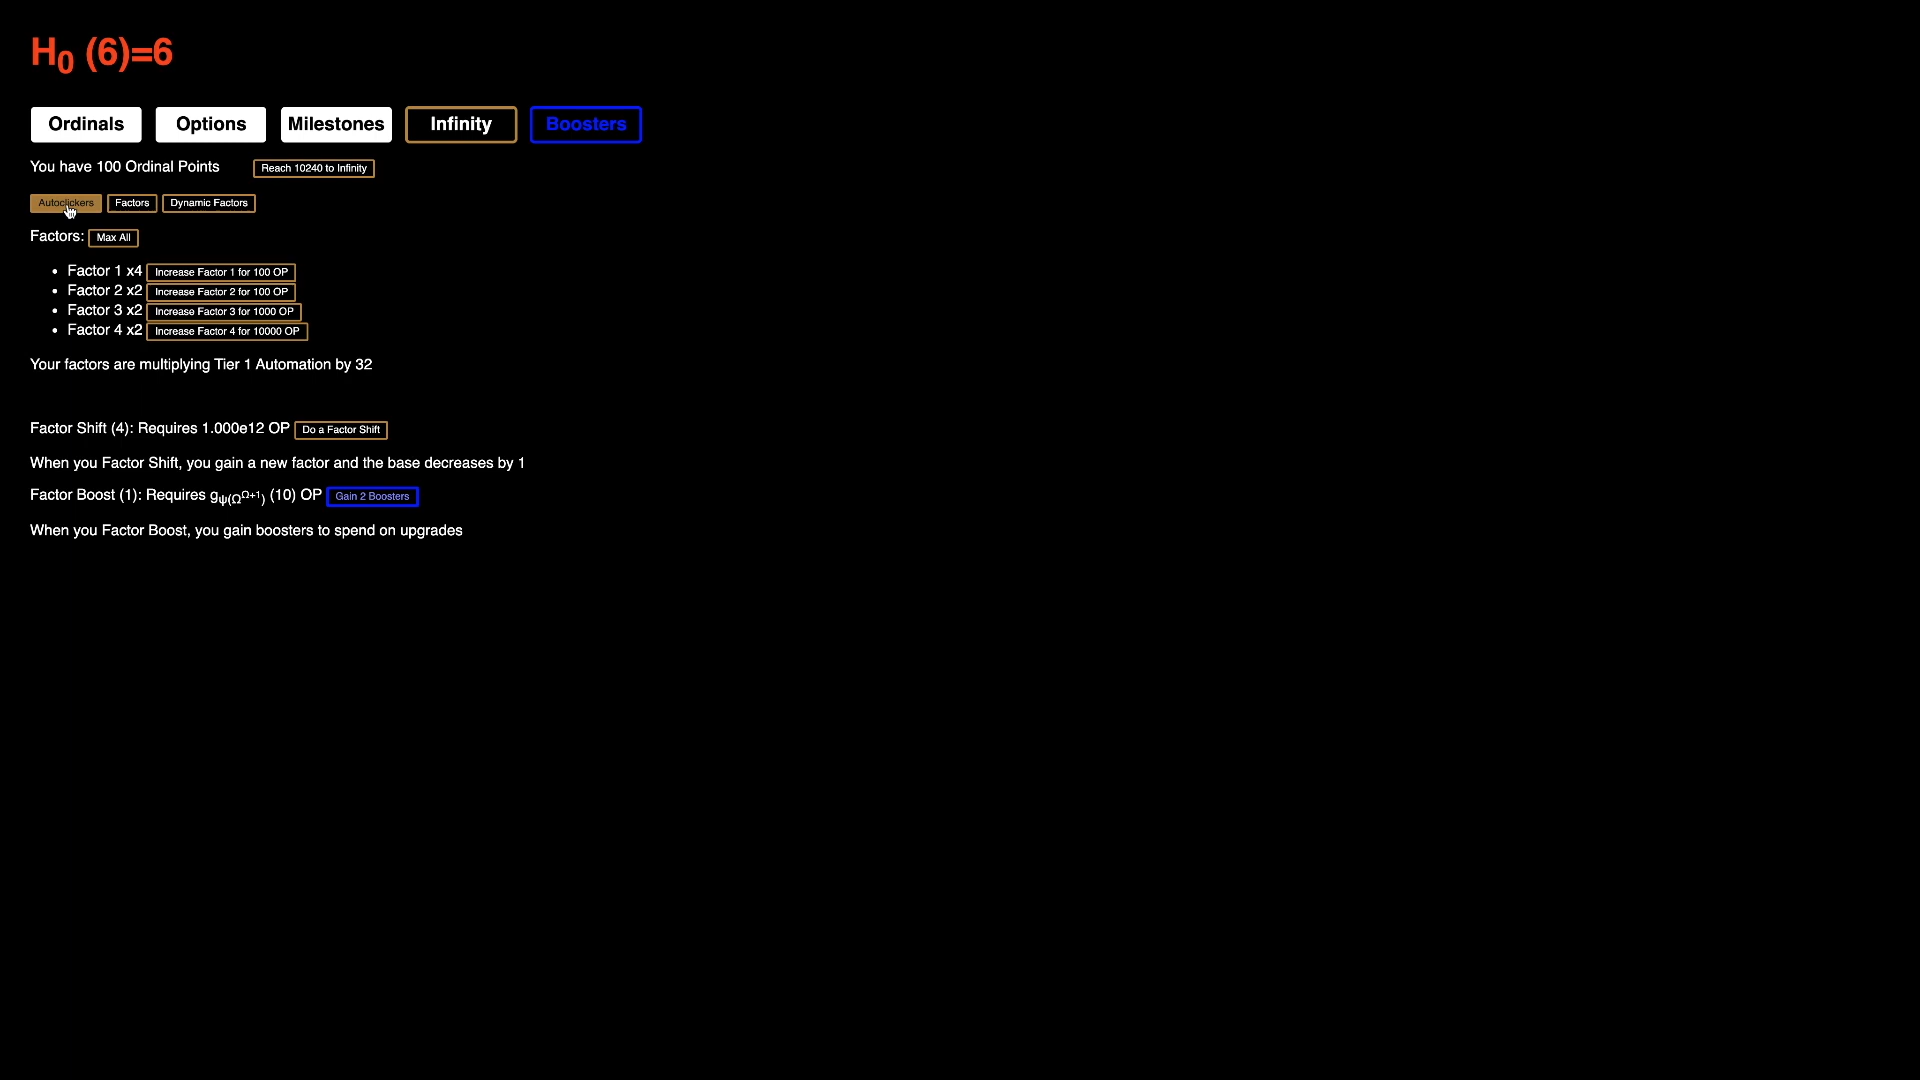 H₀ (6)=6
Ordinals Options Milestones Infinity Boosters
You have 100 Ordinal Points Reach 10240 to Infinity
Autoclickers Factors Dynamic Factors
Factors: Max All
• Factor 1 x4 Increase Factor 1 for 100 OP
• Factor 2 x2 Increase Factor 2 for 100 OP
• Factor 3 x2 Increase Factor 3 for 1000 OP
• Factor 4 x2 Increase Factor 4 for 10000 OP
Your factors are multiplying Tier 1 Automation by 32
Factor Shift (4): Requires 1.000e12 OP Do a Factor Shift
When you Factor Shift, you gain a new factor and the base decreases by 1
Factor Boost (1): Requires g_ψ(Ω^Ω+1) (10) OP Gain 2 Boosters
When you Factor Boost, you gain boosters to spend on upgrades